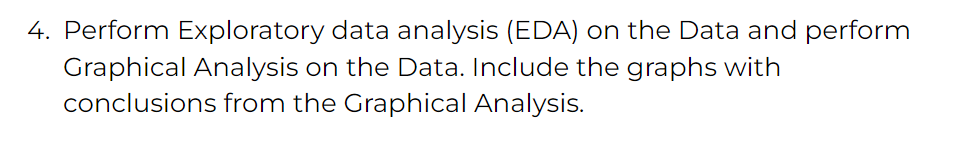 4. Perform Exploratory data analysis (EDA) on the Data and perform
Graphical Analysis on the Data. Include the graphs with
conclusions from the Graphical Analysis.